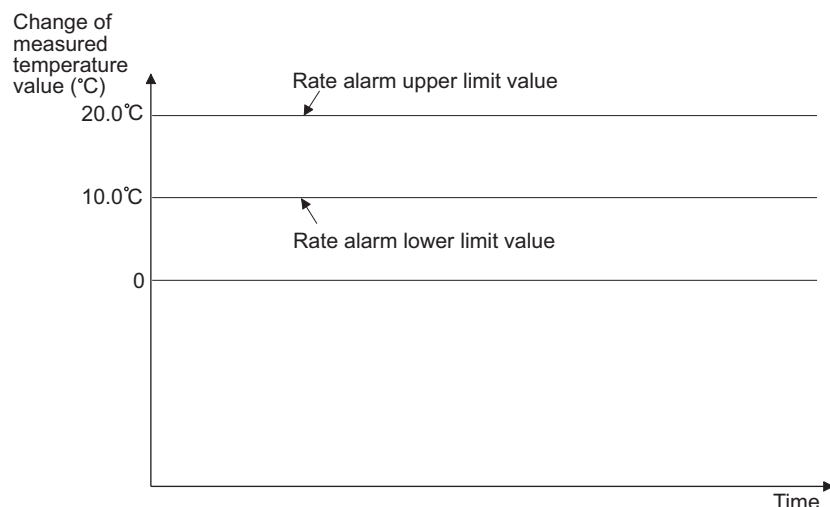 Change of
measured
temperature
value (℃)
Rate alarm upper limit value
20.0℃
10.0℃
Rate alarm lower limit value
0
Time